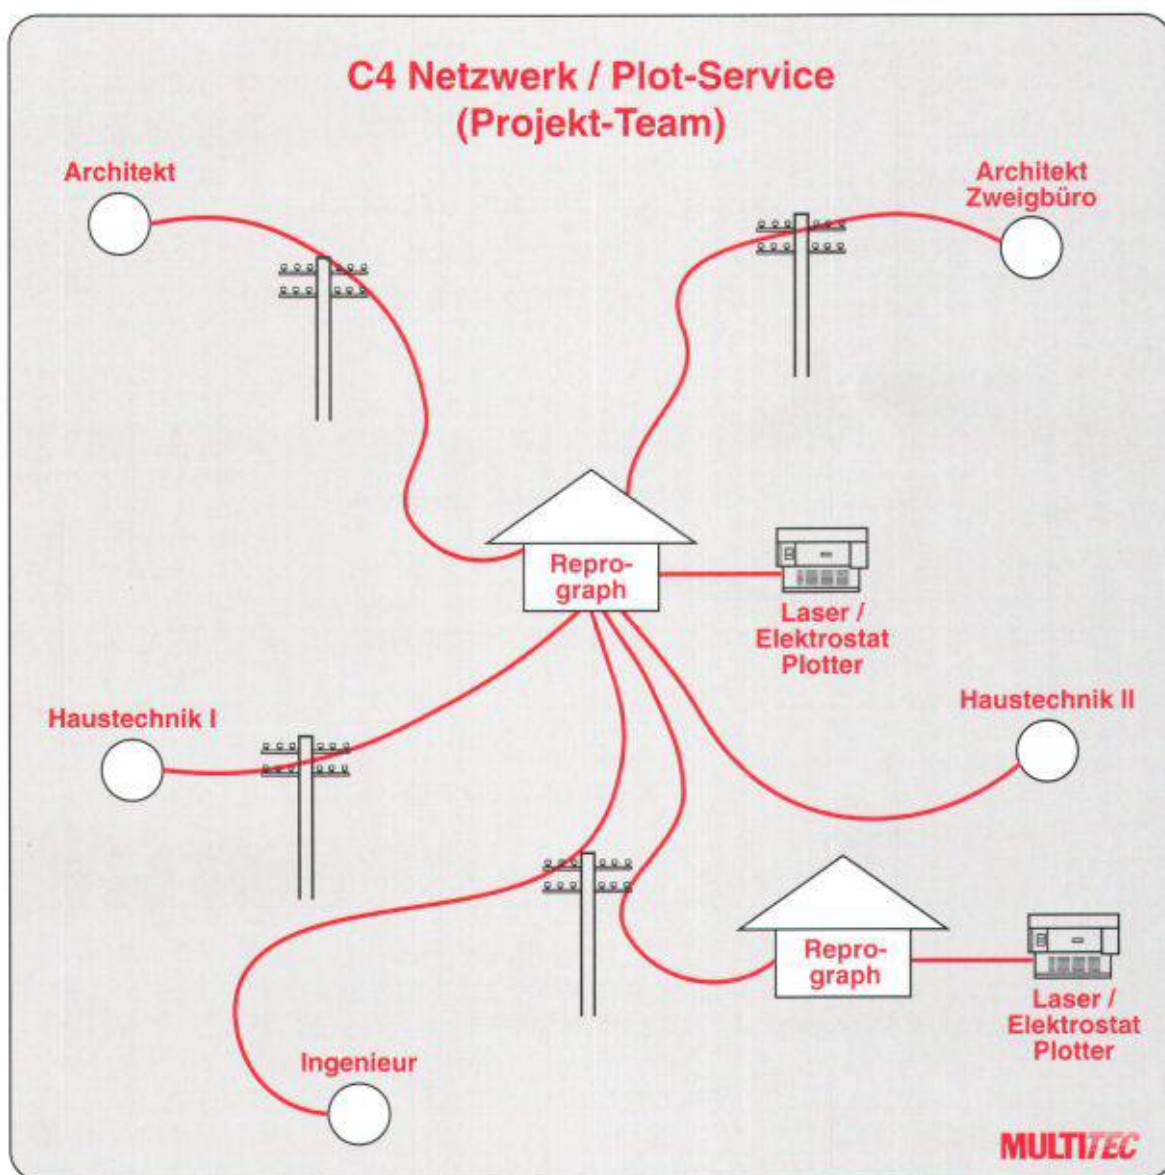 C4 Netzwerk / Plot-Service
(Projekt-Team)
Architekt
Architekt
Zweigbüro
Repro-
graph
Laser /
Elektrostat
Plotter
Haustechnik I
Haustechnik II
Repro-
graph
Laser /
Elektrostat
Plotter
Ingenieur
MULTITEC